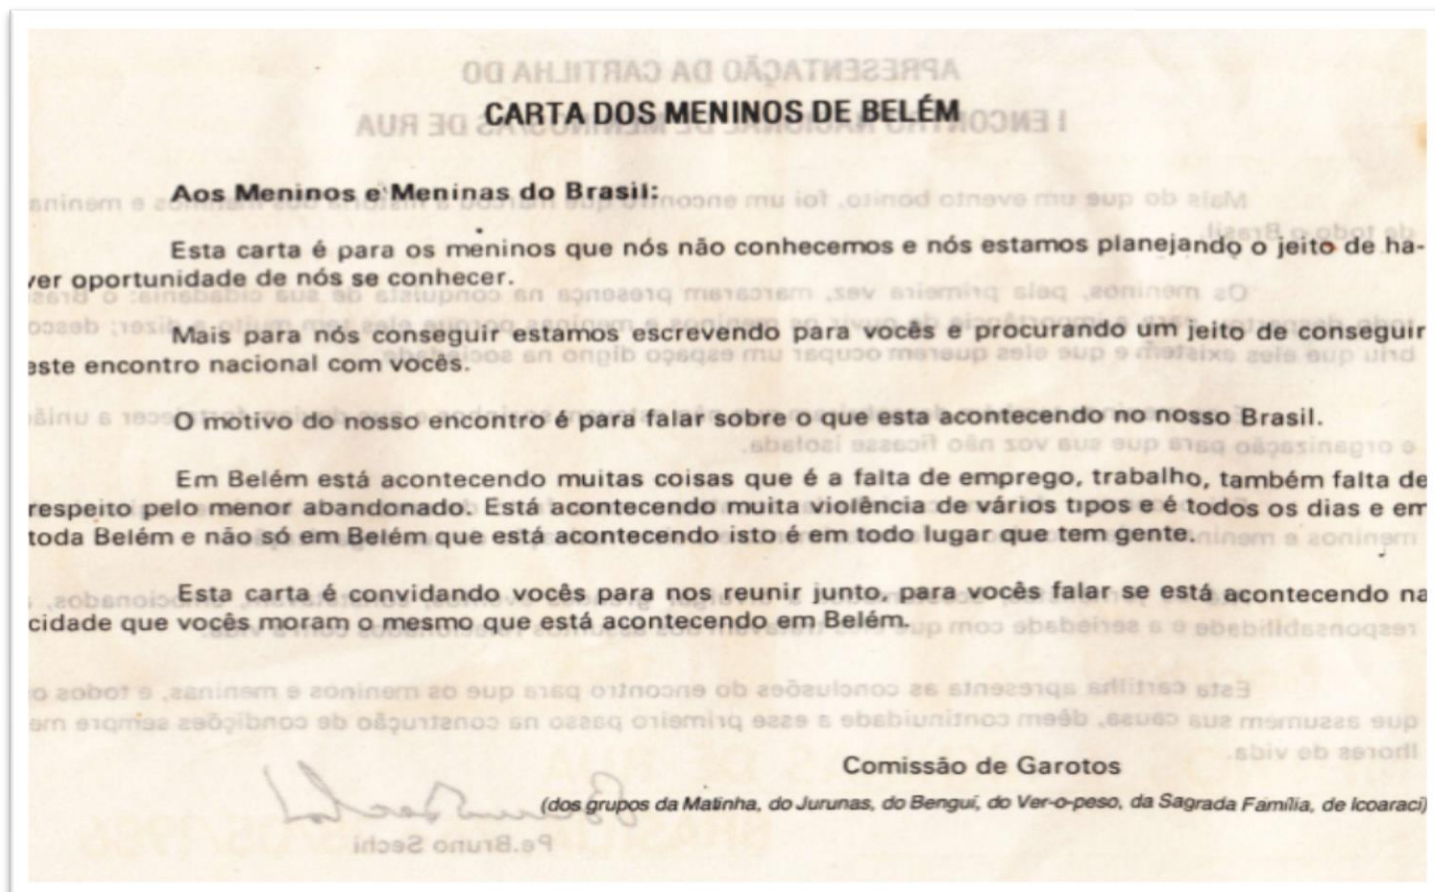 CARTA DOS MENINOS DE BELÉM
Aos Meninos e Meninas do Brasil:
Esta carta é para os meninos que nós não conhecemos e nós estamos planejando o jeito de ha-
ver oportunidade de nós se conhecer.
Mais para nós conseguir estamos escrevendo para vocês e procurando um jeito de conseguir
este encontro nacional com vocês.
O motivo do nosso encontro é para falar sobre o que esta acontecendo no nosso Brasil.
Em Belém está acontecendo muitas coisas que é a falta de emprego, trabalho, também falta de
respeito pelo menor abandonado. Está acontecendo muita violência de vários tipos e é todos os dias e em
toda Belém e não só em Belém que está acontecendo isto é em todo lugar que tem gente.
Esta carta é convidando vocês para nos reunir junto, para vocês falar se está acontecendo na
cidade que vocês moram o mesmo que está acontecendo em Belém.
Comissão de Garotos
(dos grupos da Matinha, do Jurunas, do Benguí, do Ver-o-peso, da Sagrada Família, de Icoaraci)